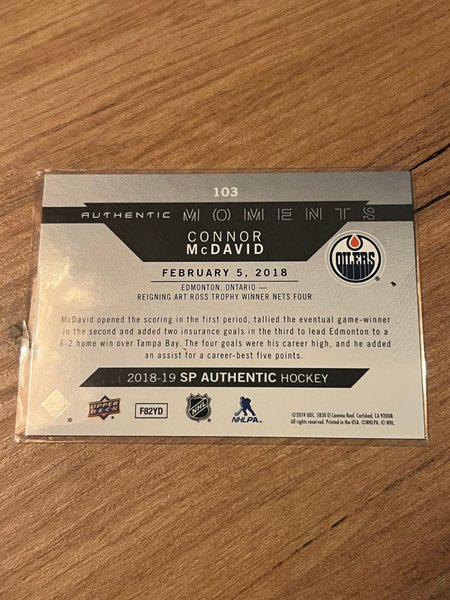 103
AUTHENTIC MOMENTS
CONNOR
McDAVID
OILERS
FEBRUARY 5, 2018
EDMONTON, ONTARIO —
REIGNING ART ROSS TROPHY WINNER NETS FOUR
McDavid opened the scoring in the first period, tallied the eventual game-winner
in the second and added two insurance goals in the third to lead Edmonton to a
6-2 home win over Tampa Bay. The four goals were his career high, and he added
an assist for a career-best five points.
2018-19 SP AUTHENTIC HOCKEY
UPPER DECK
F82YD
NHL
NHLPA
©2019 UDC. 5830 El Camino Real, Carlsbad, CA 92008.
All rights reserved. Printed in the USA. ©NHLPA. © NHL.